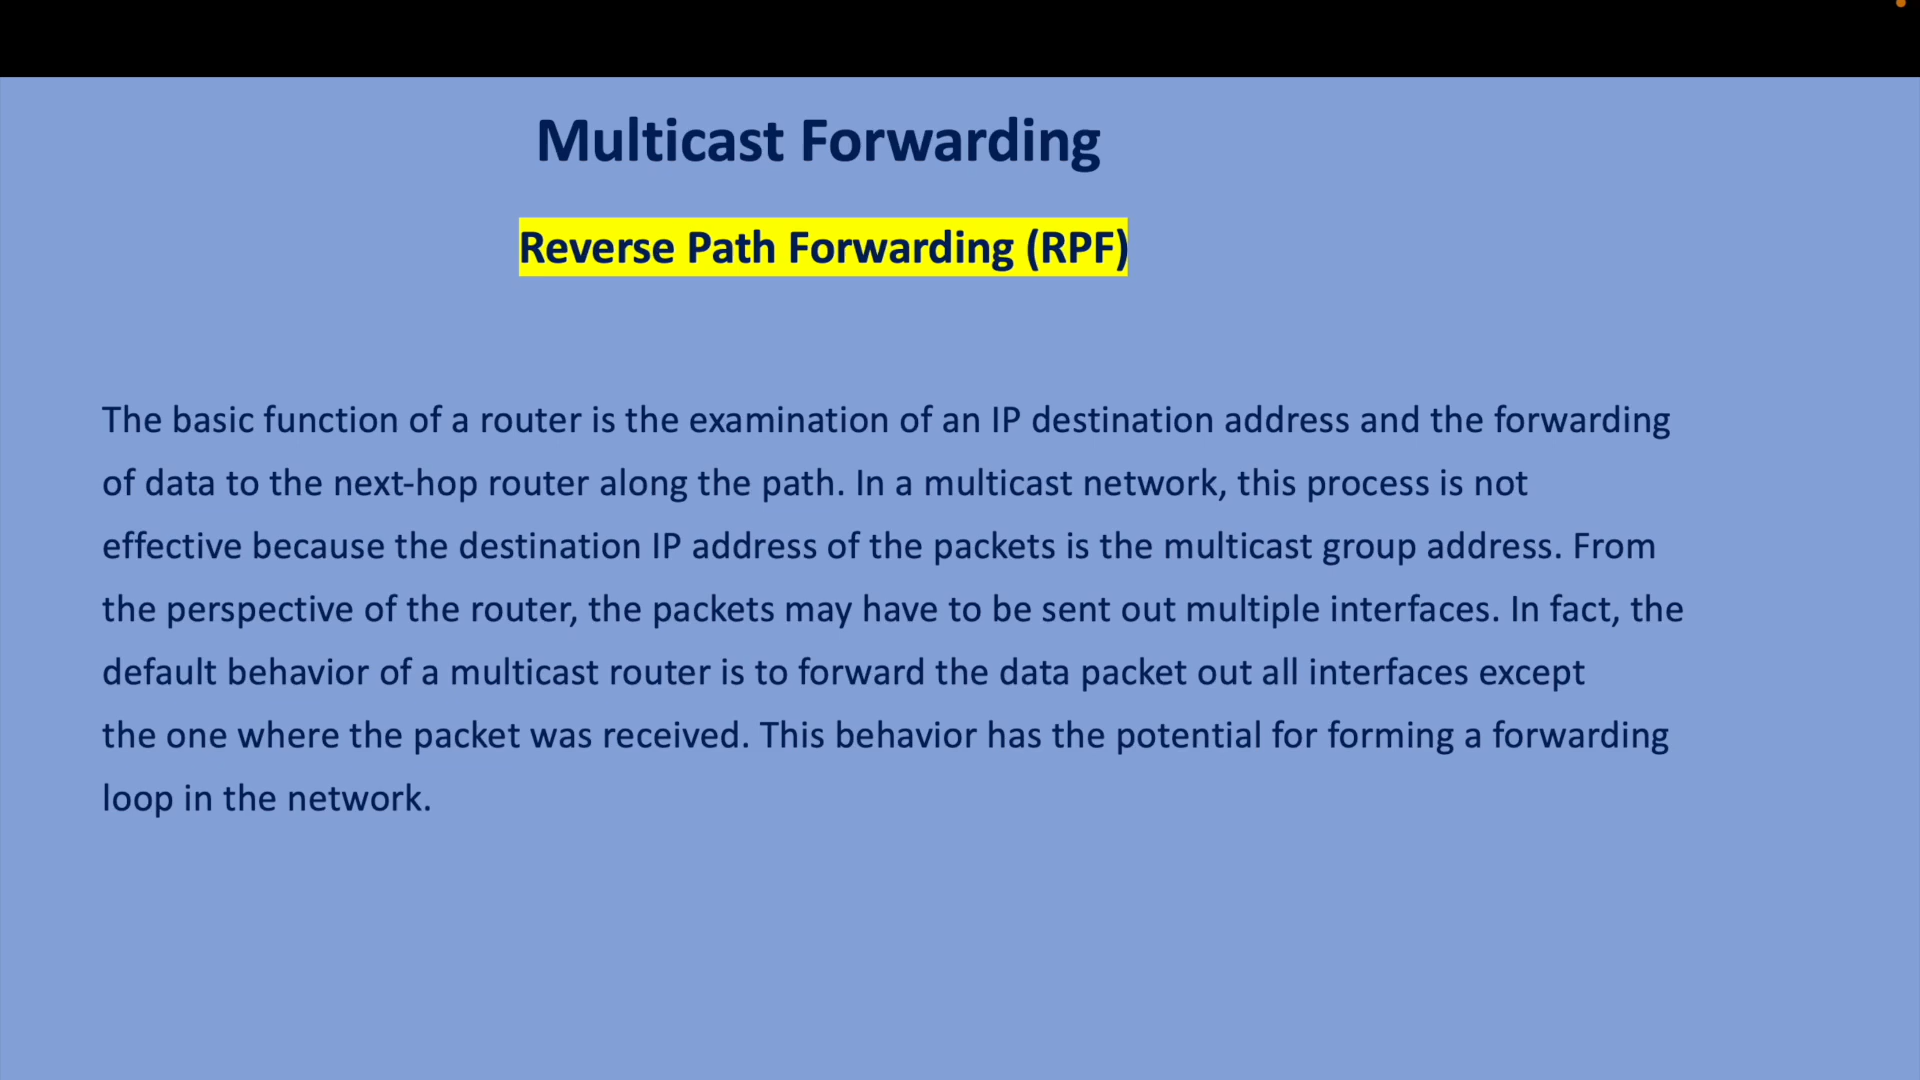 Multicast Forwarding
Reverse Path Forwarding (RPF)
The basic function of a router is the examination of an IP destination address and the forwarding
of data to the next-hop router along the path. In a multicast network, this process is not
effective because the destination IP address of the packets is the multicast group address. From
the perspective of the router, the packets may have to be sent out multiple interfaces. In fact, the
default behavior of a multicast router is to forward the data packet out all interfaces except
the one where the packet was received. This behavior has the potential for forming a forwarding
loop in the network.